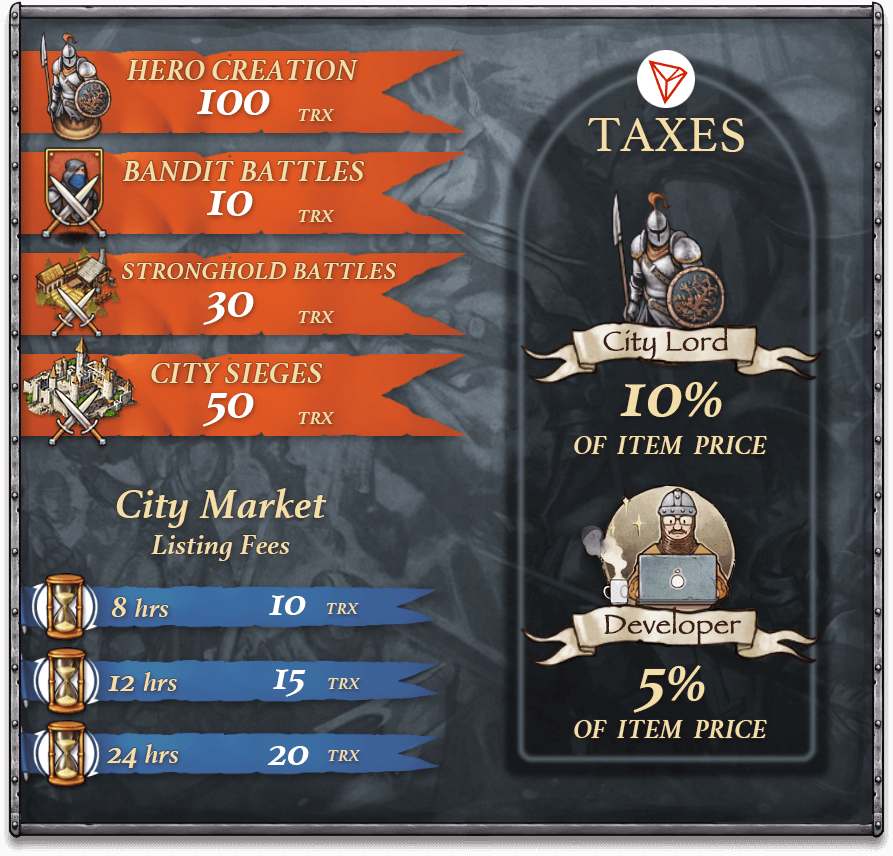 HERO CREATION
100 TRX
BANDIT BATTLES
10 TRX
STRONGHOLD BATTLES
30 TRX
CITY SIEGES
50 TRX
City Market
Listing Fees
8 hrs 10 TRX
12 hrs 15 TRX
24 hrs 20 TRX
TAXES
City Lord
10%
OF ITEM PRICE
Developer
5%
OF ITEM PRICE